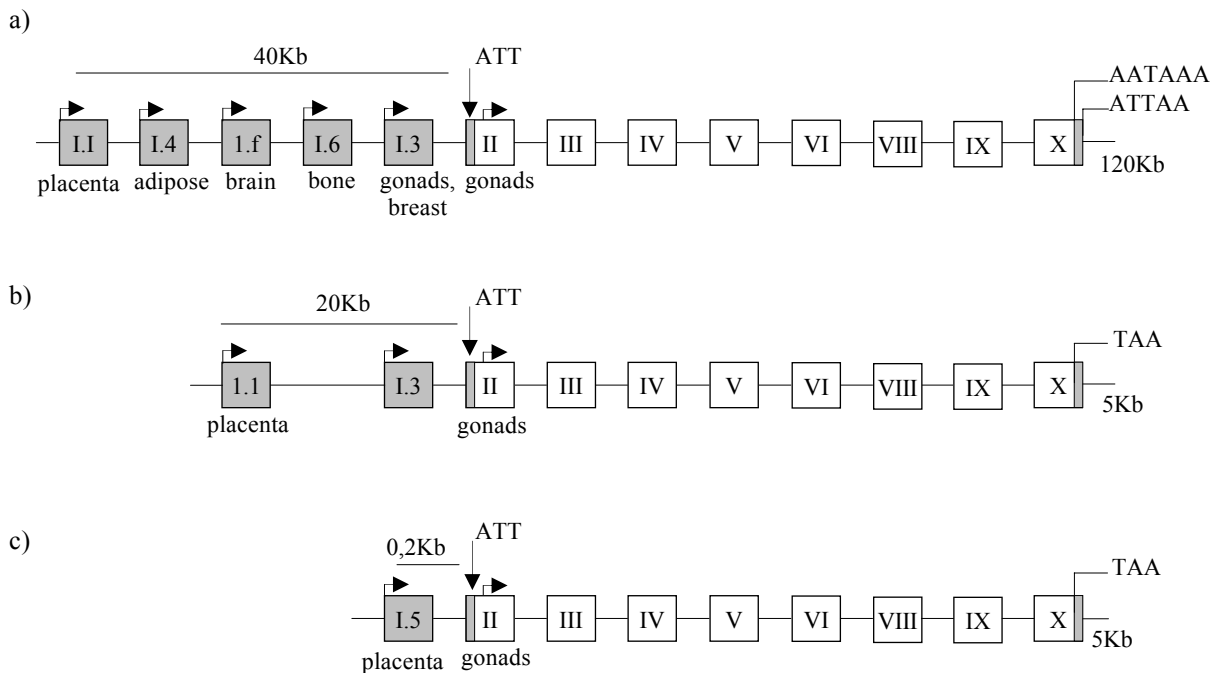 a)
40Kb ATT
AATAAA
ATTAA
I.I I.4 1.f I.6 I.3 II III IV V VI VIII IX X
120Kb
placenta adipose brain bone gonads, gonads
breast
b)
20Kb ATT
TAA
1.1 I.3 II III IV V VI VIII IX X
5Kb
placenta gonads
c)
0,2Kb ATT
TAA
I.5 II III IV V VI VIII IX X
5Kb
placenta gonads